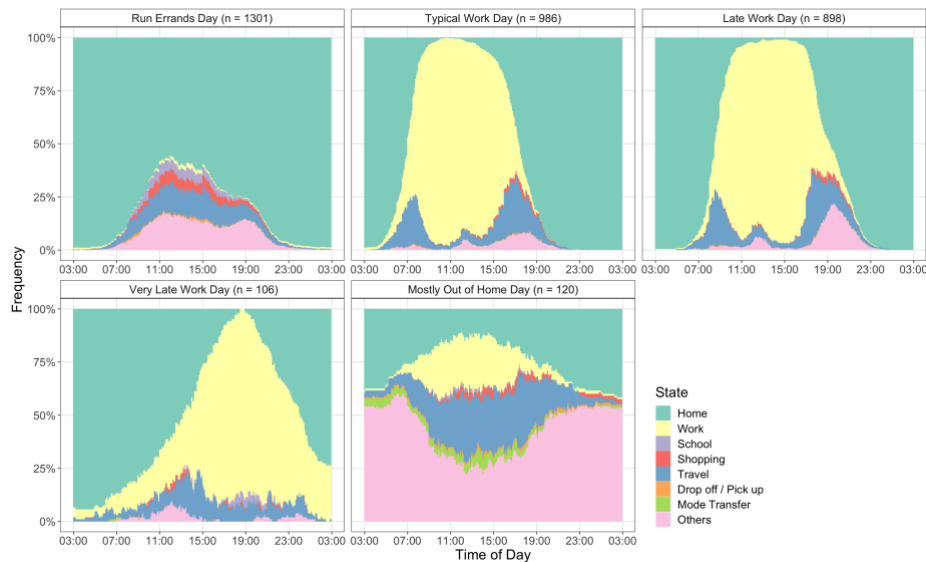 Run Errands Day (n = 1301)
Typical Work Day (n = 986)
Late Work Day (n = 898)
100%
75%
50%
25%
0%
03:00 07:00 11:00 15:00 19:00 23:00 03:00
03:00 07:00 11:00 15:00 19:00 23:00 03:00
03:00 07:00 11:00 15:00 19:00 23:00 03:00
Frequency
Very Late Work Day (n = 106)
Mostly Out of Home Day (n = 120)
100%
75%
50%
25%
0%
03:00 07:00 11:00 15:00 19:00 23:00 03:00
03:00 07:00 11:00 15:00 19:00 23:00 03:00
Time of Day
State
Home
Work
School
Shopping
Travel
Drop off / Pick up
Mode Transfer
Others